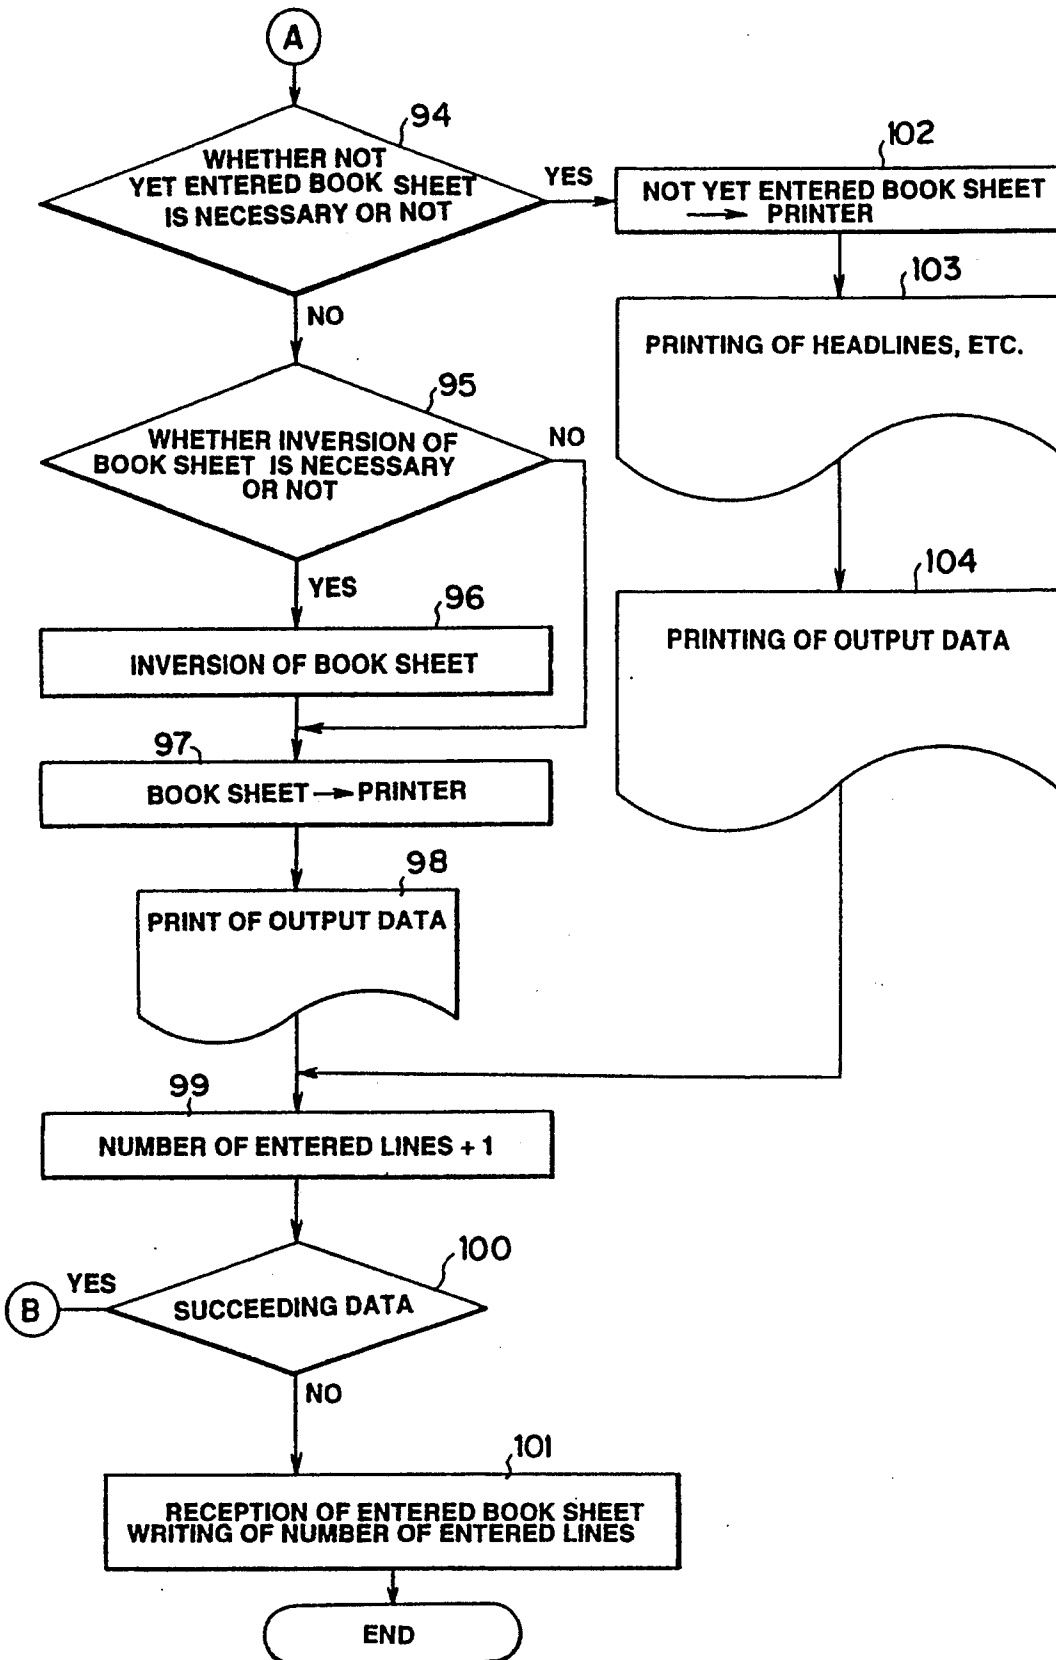 A
94
WHETHER NOT
YET ENTERED BOOK SHEET
IS NECESSARY OR NOT
YES
NO
102
NOT YET ENTERED BOOK SHEET
→ PRINTER
103
PRINTING OF HEADLINES, ETC.
104
PRINTING OF OUTPUT DATA
95
WHETHER INVERSION OF
BOOK SHEET IS NECESSARY
OR NOT
NO
YES
96
INVERSION OF BOOK SHEET
97
BOOK SHEET → PRINTER
98
PRINT OF OUTPUT DATA
99
NUMBER OF ENTERED LINES + 1
100
SUCCEEDING DATA
YES
B
NO
101
RECEPTION OF ENTERED BOOK SHEET
WRITING OF NUMBER OF ENTERED LINES
END